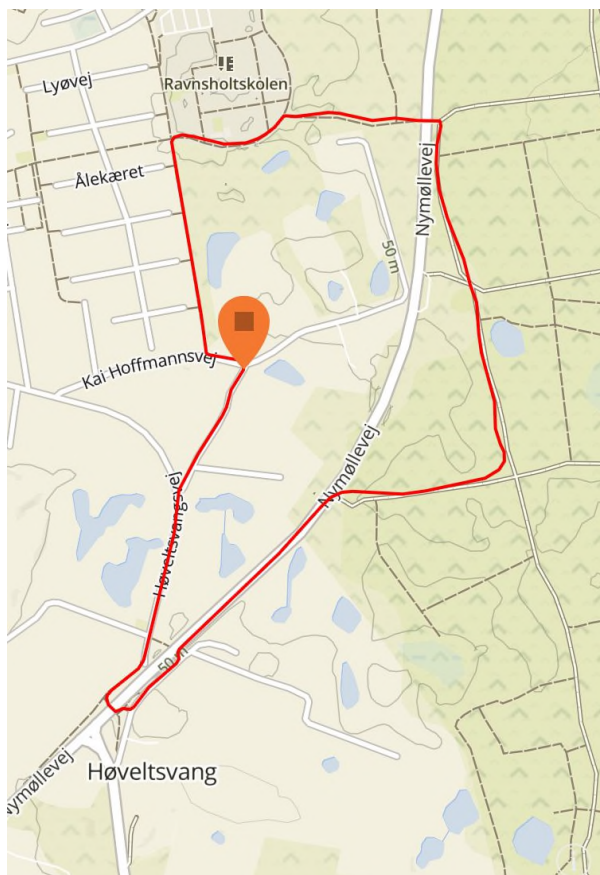 Lyøvej
Ravnsholtskolen
Ålekæret
Nymøllevej
50 m
Kai Hoffmannsvej
Nymøllevej
Høveltsvangsvej
50 m
Høveltsvang
Nymøllevej